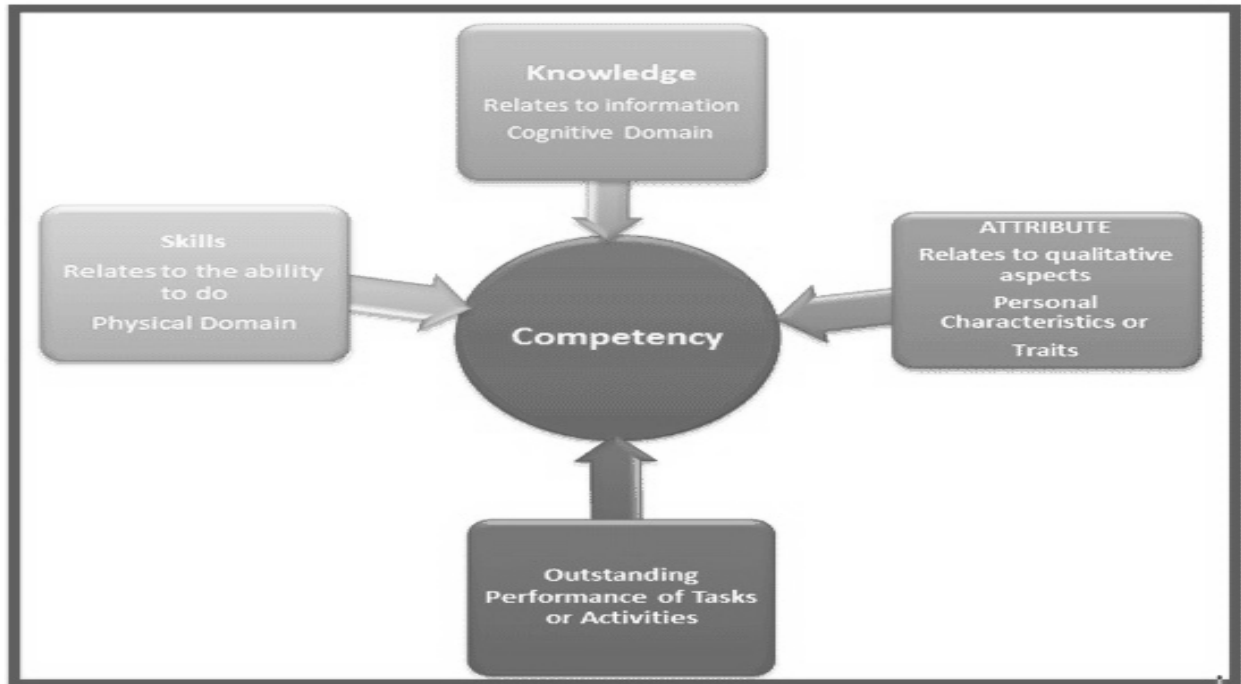 Knowledge
Relates to information
Cognitive Domain
Skills
Relates to the ability
to do
Physical Domain
ATTRIBUTE
Relates to qualitative
aspects
Personal
Characteristics or
Traits
Competency
Outstanding
Performance of Tasks
or Activities